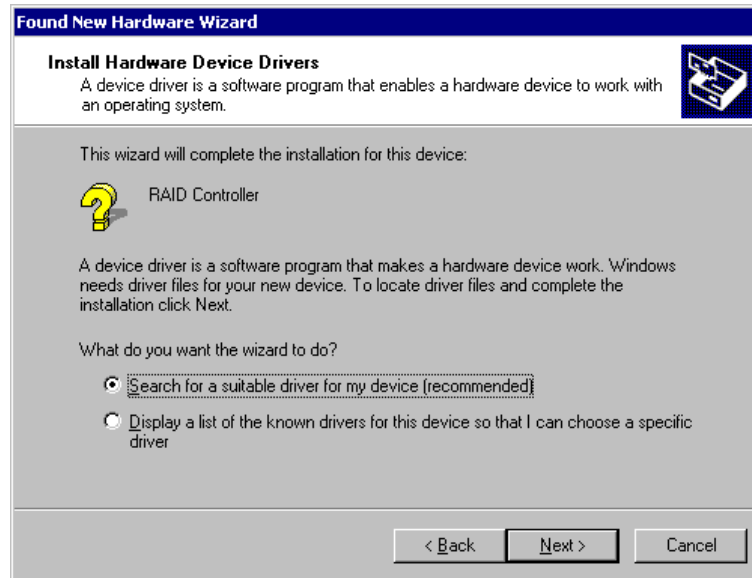 Found New Hardware Wizard
Install Hardware Device Drivers
A device driver is a software program that enables a hardware device to work with
an operating system.
This wizard will complete the installation for this device:
RAID Controller
A device driver is a software program that makes a hardware device work. Windows
needs driver files for your new device. To locate driver files and complete the
installation click Next.
What do you want the wizard to do?
Search for a suitable driver for my device (recommended)
Display a list of the known drivers for this device so that I can choose a specific
driver
< Back Next > Cancel